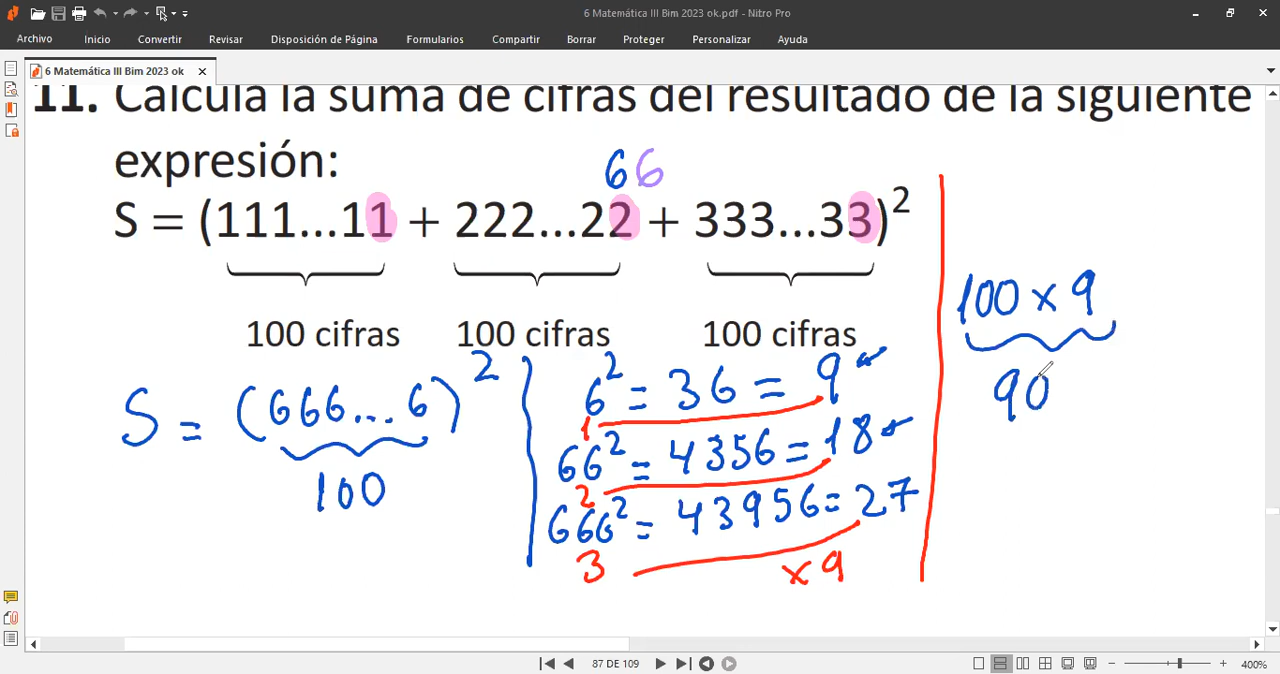 6 Matemática III Bim 2023 ok.pdf - Nitro Pro
Archivo Inicio Convertir Revisar Disposición de Página Formularios Compartir Borrar Proteger Personalizar Ayuda
6 Matemática III Bim 2023 ok
11. Calcula la suma de cifras del resultado de la siguiente
expresión:
66
S = (111...11 + 222...22 + 333...33)²
100 cifras 100 cifras 100 cifras
S = (666...6)²
100
6² = 36 = 9
1
66² = 4356 = 18
2
666² = 43956 = 27
3 x9
100 x 9
90
87 DE 109
400%